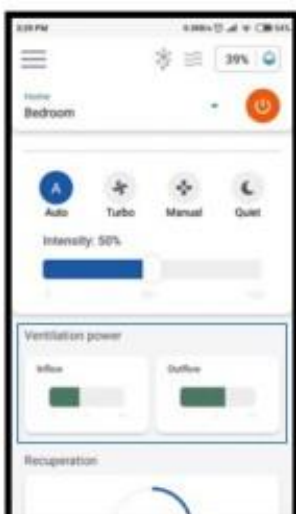 39%
Home
Bedroom
A
Auto Turbo Manual Quiet
Intensity: 50%
Ventilation power
Inflow Outflow
Recuperation